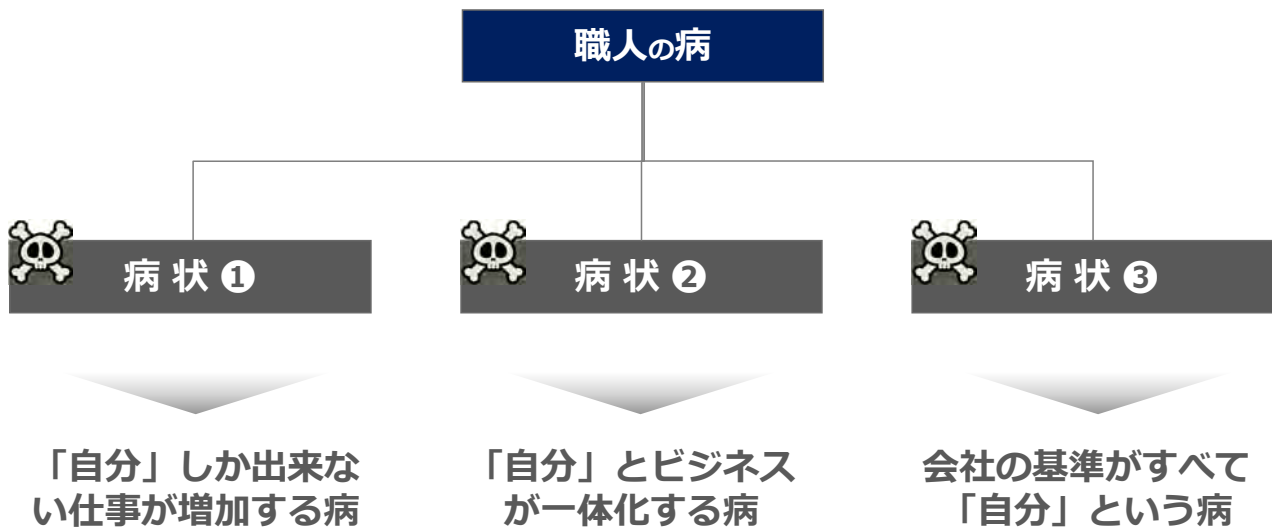 職人の病
病 状 ❶
病 状 ❷
病 状 ❸
「自分」しか出来な
い仕事が増加する病
「自分」とビジネス
が一体化する病
会社の基準がすべて
「自分」という病